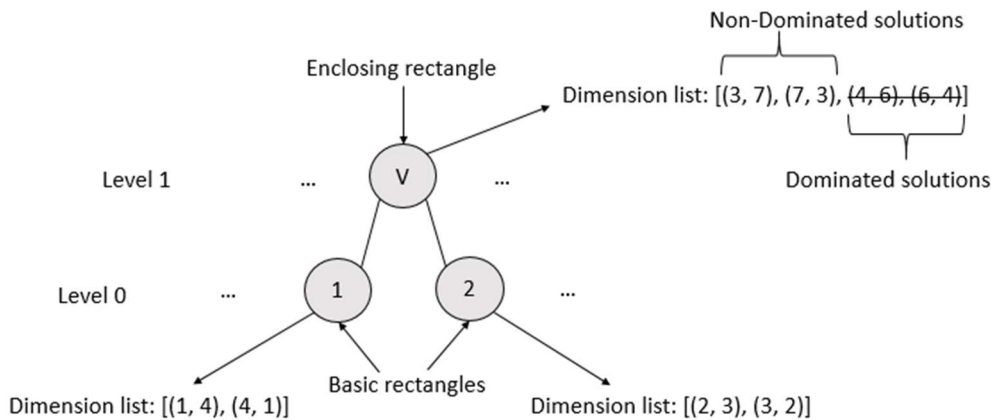 Non-Dominated solutions
Enclosing rectangle
Dimension list: [(3, 7), (7, 3), (4, 6), (6, 4)]
Dominated solutions
Level 1
...
V
...
Level 0
...
1
2
...
Basic rectangles
Dimension list: [(1, 4), (4, 1)]
Dimension list: [(2, 3), (3, 2)]